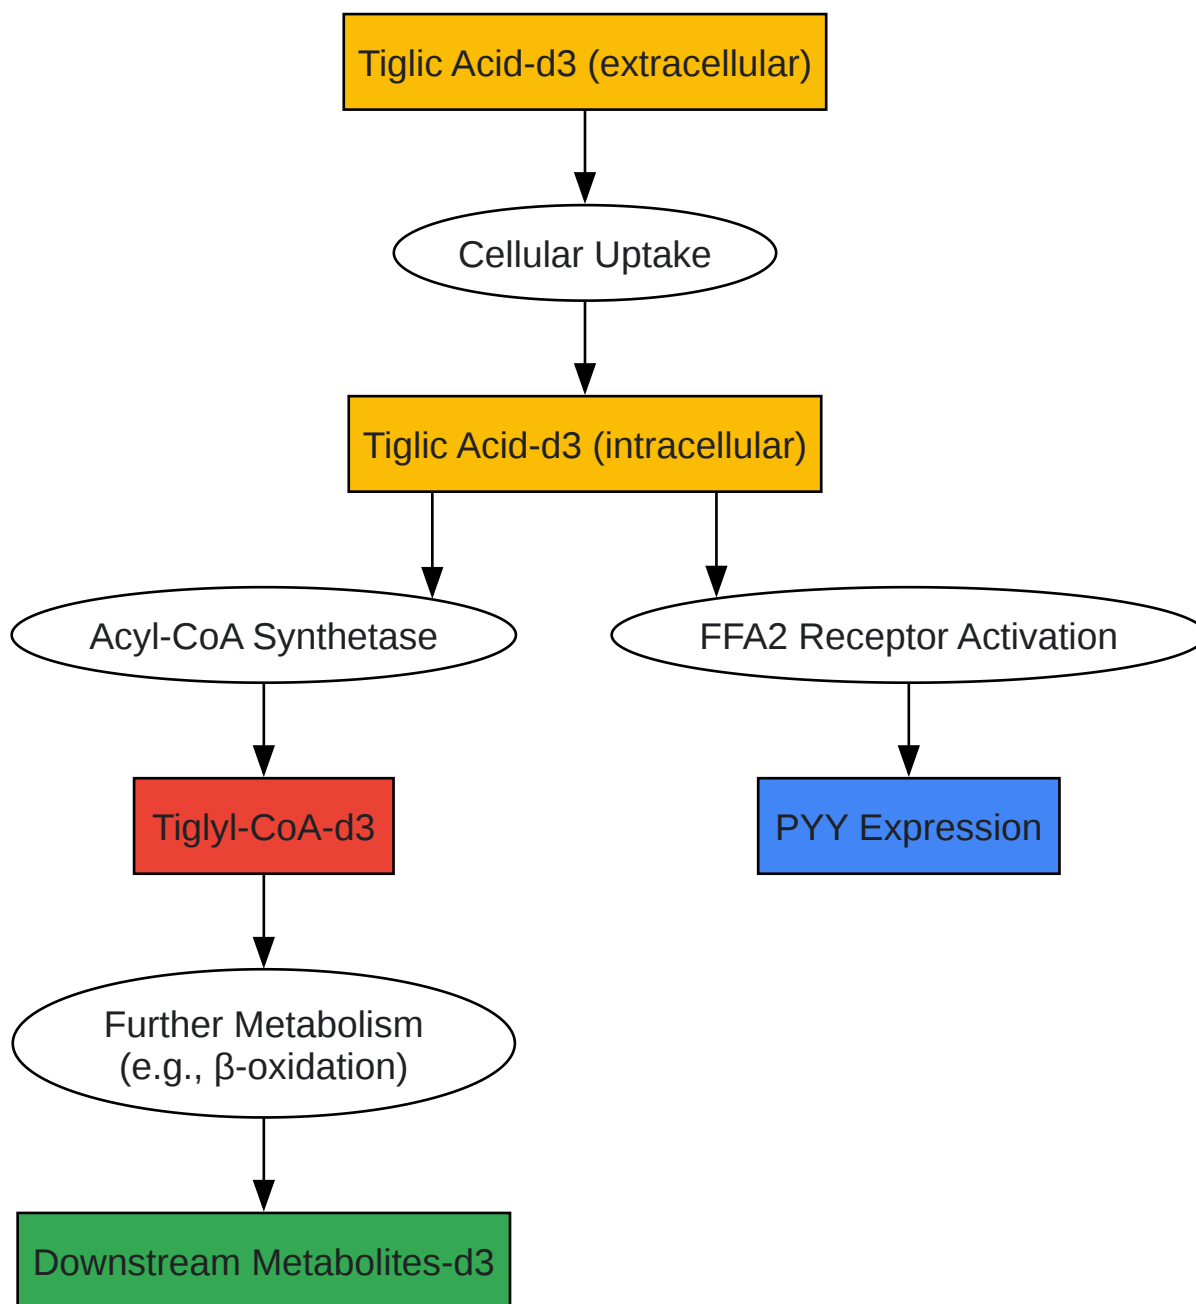 Tiglic Acid-d3 (extracellular)
Cellular Uptake
Tiglic Acid-d3 (intracellular)
Acyl-CoA Synthetase
FFA2 Receptor Activation
Tiglyl-CoA-d3
PYY Expression
Further Metabolism
(e.g., β-oxidation)
Downstream Metabolites-d3